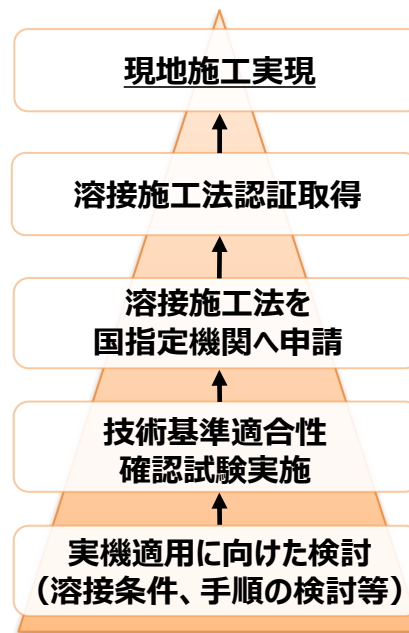 現地施工実現
溶接施工法認証取得
溶接施工法を
国指定機関へ申請
技術基準適合性
確認試験実施
実機適用に向けた検討
（溶接条件、手順の検討等）